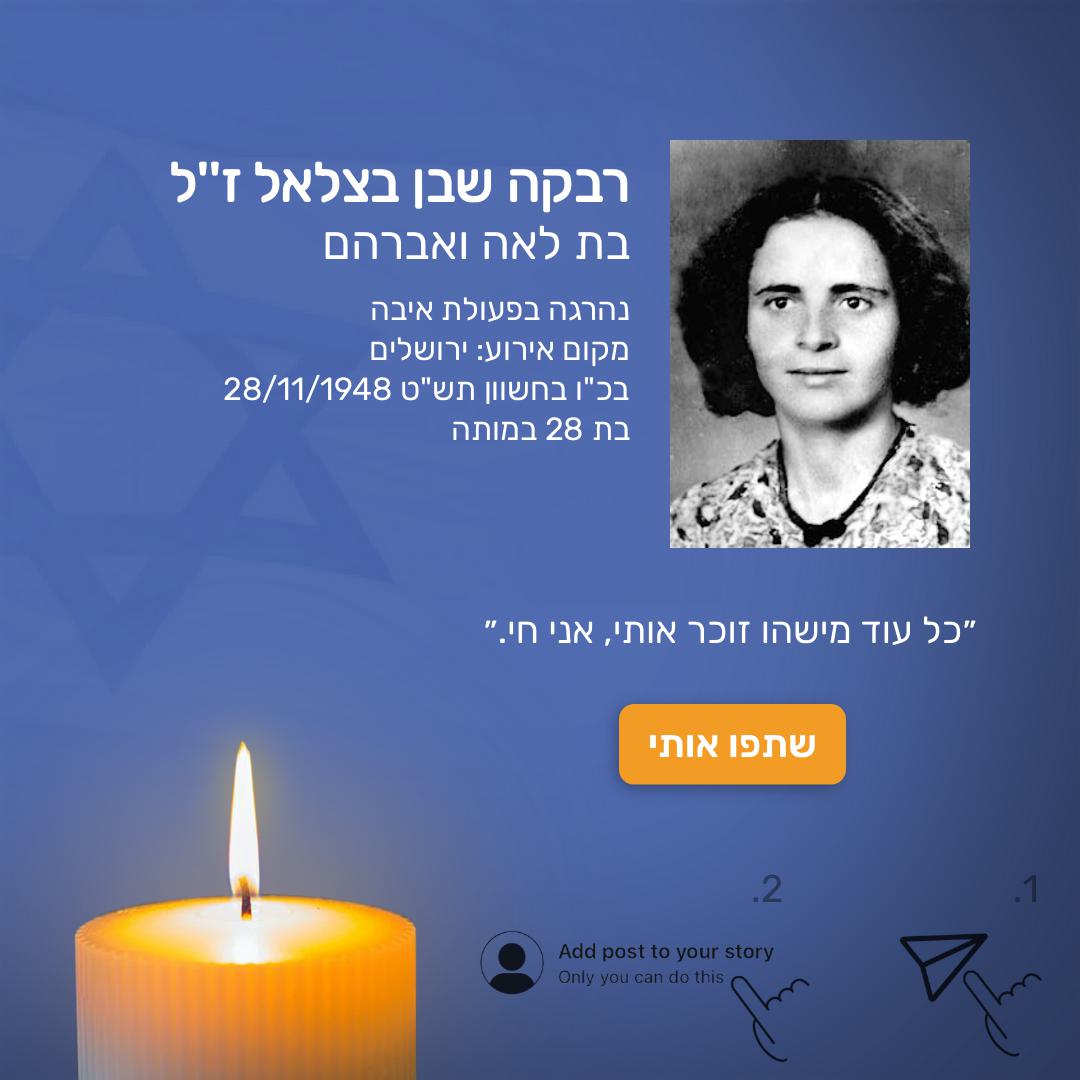 רבקה שבן בצלאל ז"ל
בת לאה ואברהם
נהרגה בפעולת איבה
מקום אירוע: ירושלים
בכ"ו בחשוון תש"ט 28/11/1948
בת 28 במותה
״כל עוד מישהו זוכר אותי, אני חי.״
שתפו אותי
1.
2.
Add post to your story
Only you can do this